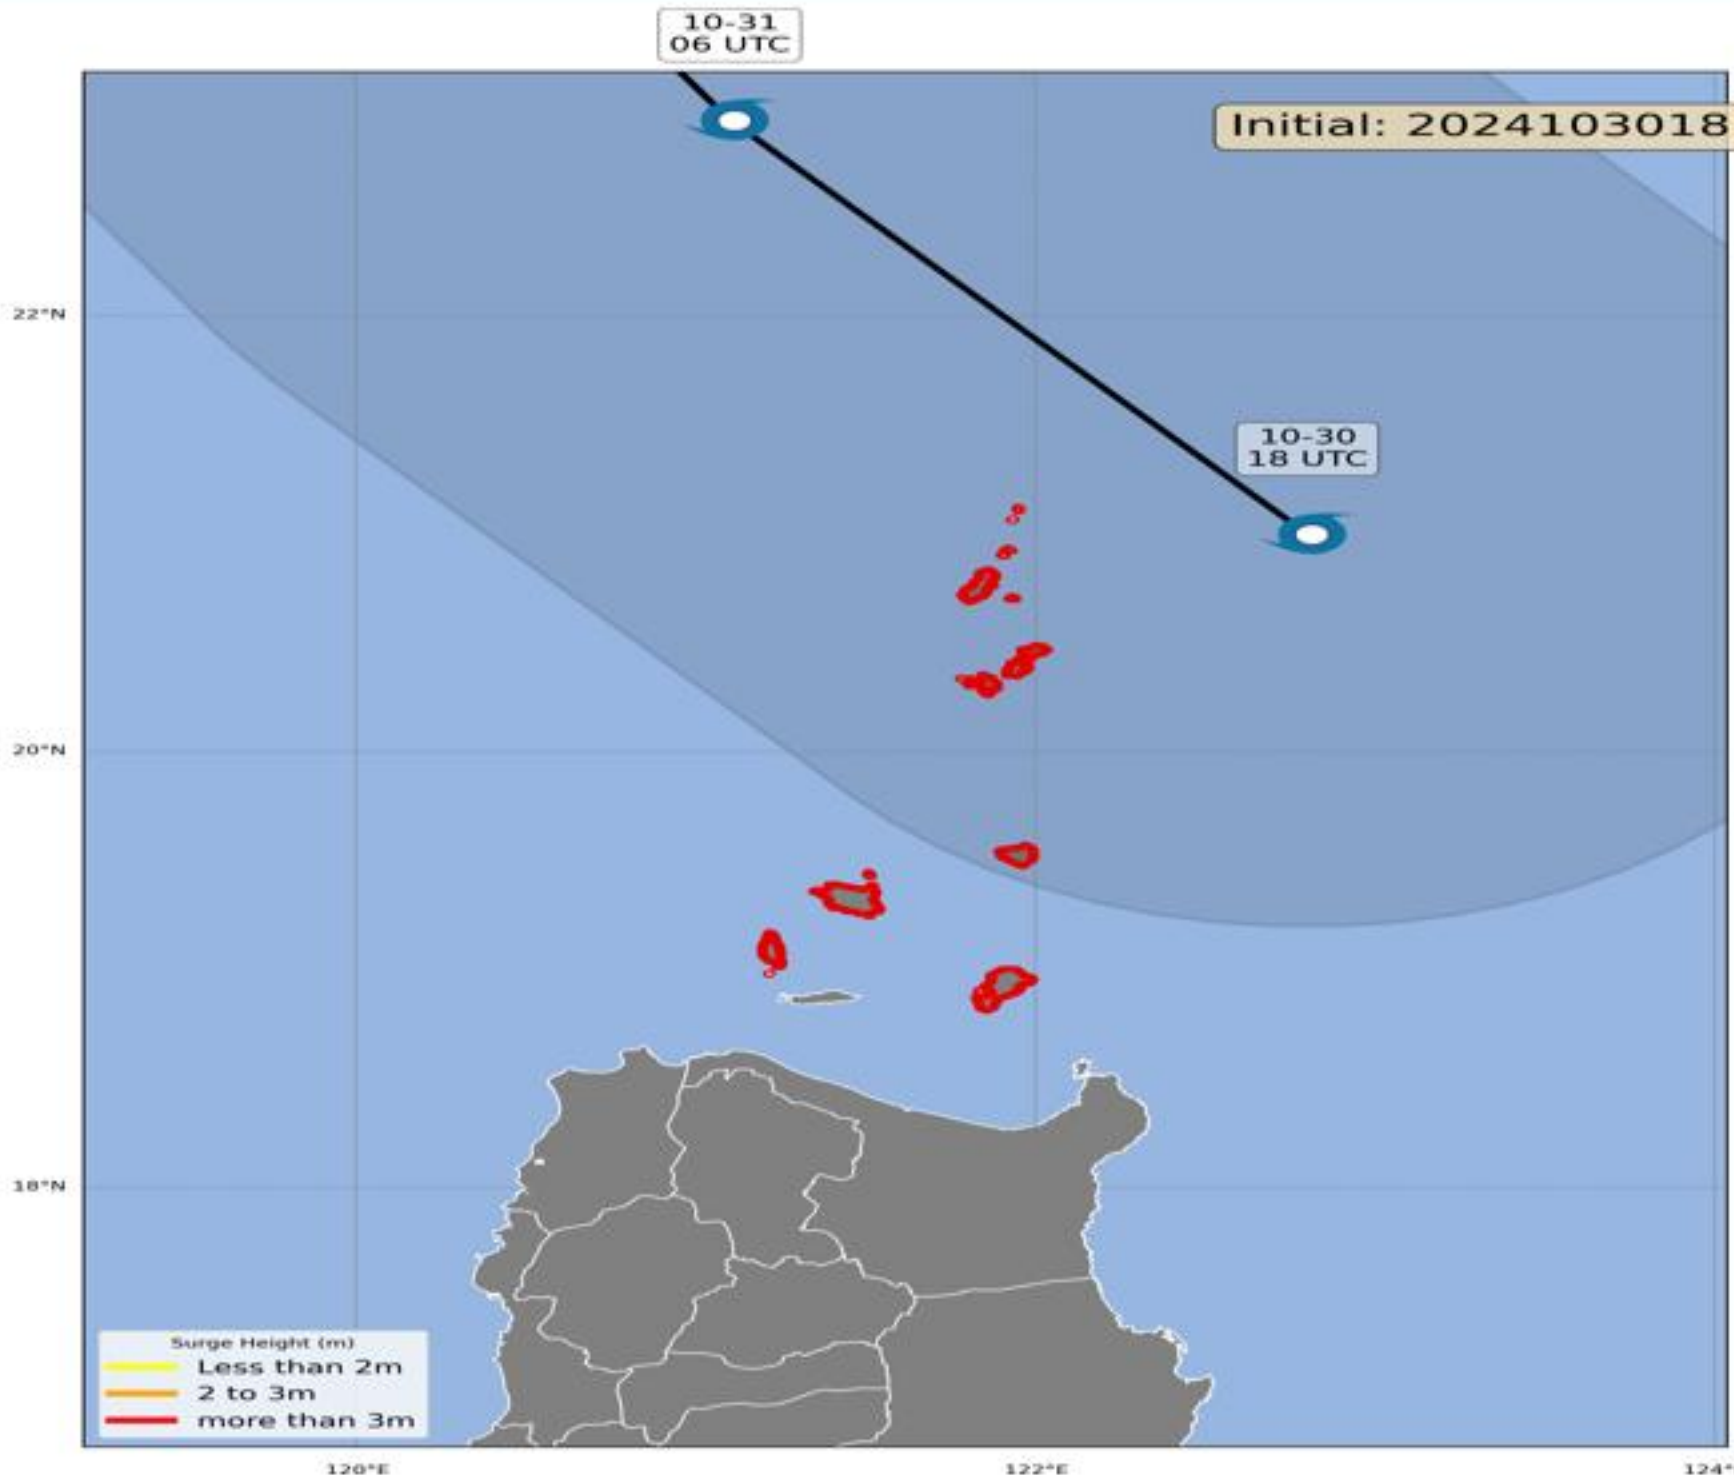 10-31
06 UTC
Initial: 2024103018
22°N
10-30
18 UTC
20°N
18°N
Surge Height (m)
Less than 2m
2 to 3m
more than 3m
120°E
122°E
124°